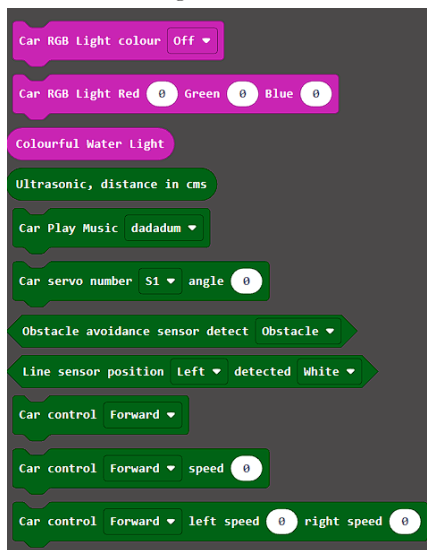 Car RGB Light colour Off
Car RGB Light Red 0 Green 0 Blue 0
Colourful Water Light
Ultrasonic, distance in cms
Car Play Music dadadum
Car servo number S1 angle 0
Obstacle avoidance sensor detect Obstacle
Line sensor position Left detected White
Car control Forward
Car control Forward speed 0
Car control Forward left speed 0 right speed 0